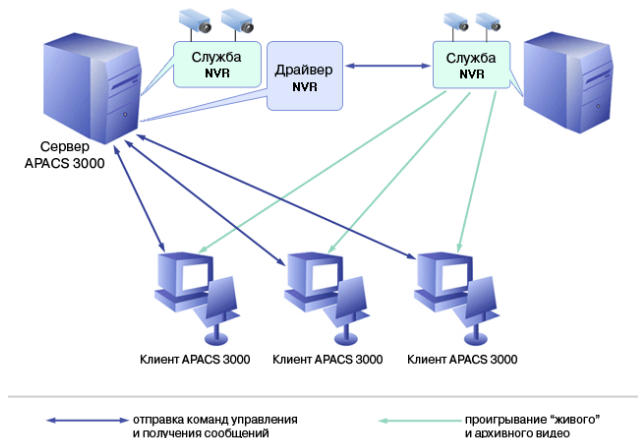 Служба
NVR
Драйвер
NVR
Служба
NVR
Сервер
APACS 3000
Клиент APACS 3000
Клиент APACS 3000
Клиент APACS 3000
отправка команд управления
и получения сообщений
проигрывание "живого"
и архивного видео